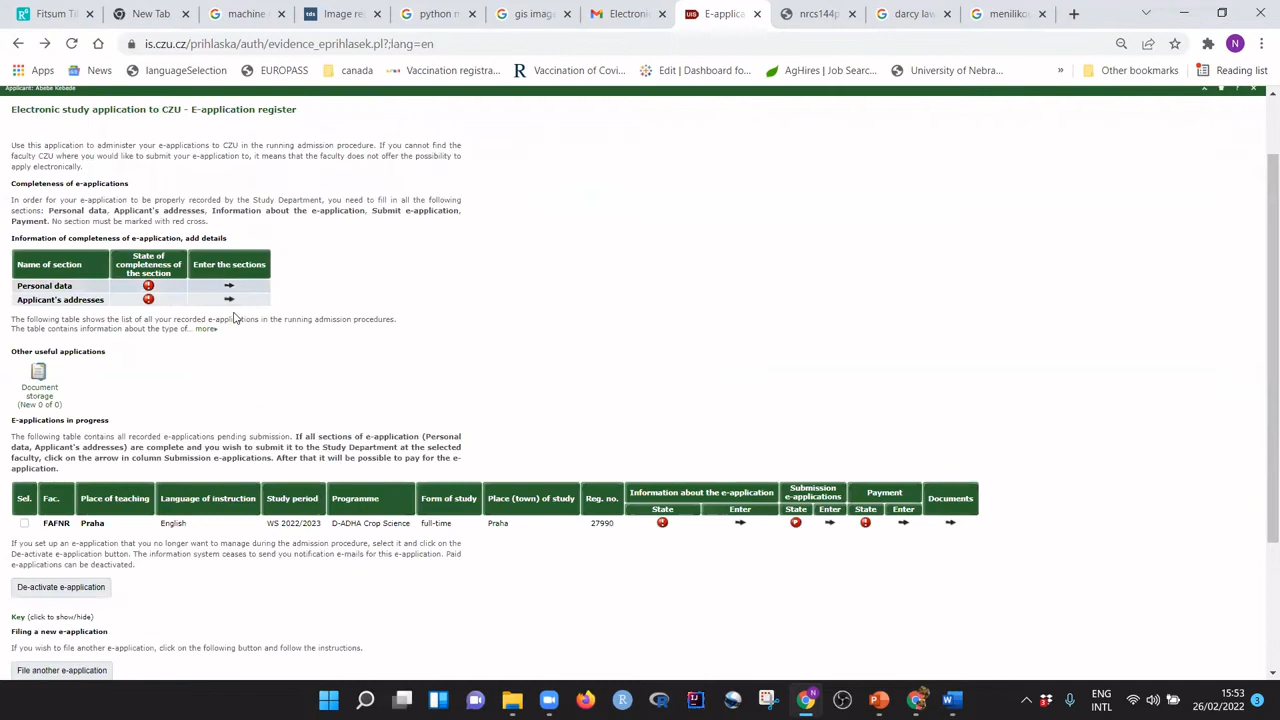 Fitsum Til
New Tab
machine
tds
Image re
python n
gis imag
Electroni
UIS
E-applica
nrcs144p
darcy law
menilikos
is.czu.cz/prihlaska/auth/evidence_eprihlasek.pl?;lang=en
N
Apps
News
languageSelection
EUROPASS
canada
Vaccination registra...
Vaccination of Covi...
Edit | Dashboard fo...
AgHires | Job Searc...
University of Nebra...
»
Other bookmarks
Reading list
Applicant: Abebe Kebede
Electronic study application to CZU - E-application register
Use this application to administer your e-applications to CZU in the running admission procedure. If you cannot find the
faculty CZU where you would like to submit your e-application to, it means that the faculty does not offer the possibility to
apply electronically.
Completeness of e-applications
In order for your e-application to be properly recorded by the Study Department, you need to fill in all the following
sections: Personal data, Applicant's addresses, Information about the e-application, Submit e-application,
Payment. No section must be marked with red cross.
Information of completeness of e-application, add details
Name of section
State of
completeness of
the section
Enter the sections
Personal data
Applicant's addresses
The following table shows the list of all your recorded e-applications in the running admission procedures.
The table contains information about the type of... more▸
Other useful applications
Document
storage
(New 0 of 0)
E-applications in progress
The following table contains all recorded e-applications pending submission. If all sections of e-application (Personal
data, Applicant's addresses) are complete and you wish to submit it to the Study Department at the selected
faculty, click on the arrow in column Submission e-applications. After that it will be possible to pay for the e-
application.
Sel. Fac. Place of teaching Language of instruction Study period Programme Form of study Place (town) of study Reg. no. Information about the e-application Submission e-applications Payment Documents
State Enter State Enter State Enter
FAFNR Praha English WS 2022/2023 D-ADHA Crop Science full-time Praha 27990
If you set up an e-application that you no longer want to manage during the admission procedure, select it and click on the
De-activate e-application button. The information system ceases to send you notification e-mails for this e-application. Paid
e-applications can be deactivated.
De-activate e-application
Key (click to show/hide)
Filing a new e-application
If you wish to file another e-application, click on the following button and follow the instructions.
File another e-application
ENG
INTL
15:53
26/02/2022
3